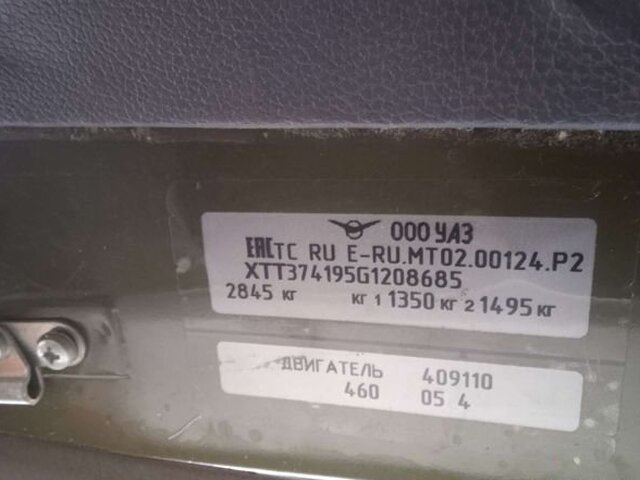 ООО УАЗ
ЕАС ТС RU E-RU.MT02.00124.P2
XTT374195G1208685
2845 кг кг 1 1350 кг 2 1495 кг
ДВИГАТЕЛЬ 409110
460 05 4